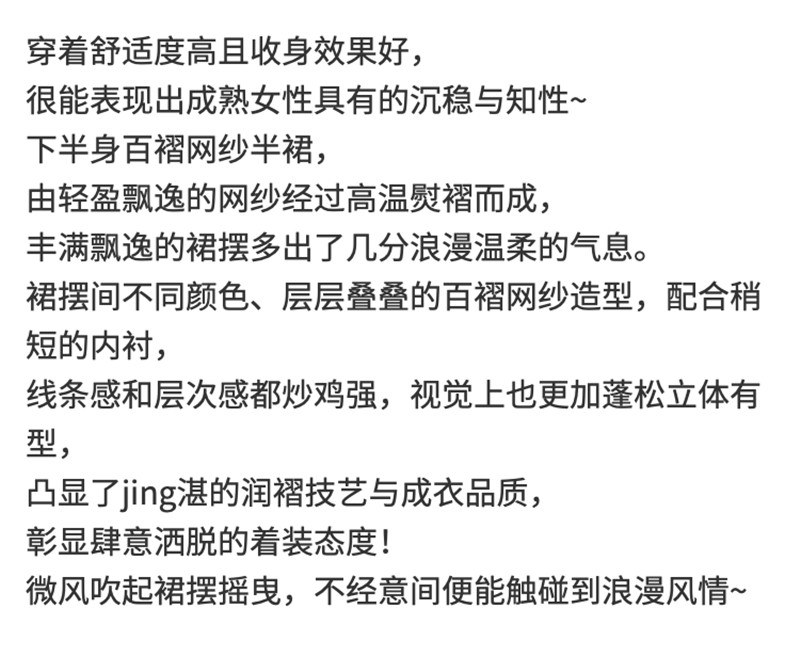 穿着舒适度高且收身效果好，
很能表现出成熟女性具有的沉稳与知性~
下半身百褶网纱半裙，
由轻盈飘逸的网纱经过高温熨褶而成，
丰满飘逸的裙摆多出了几分浪漫温柔的气息。
裙摆间不同颜色、层层叠叠的百褶网纱造型，配合稍
短的内衬，
线条感和层次感都炒鸡强，视觉上也更加蓬松立体有
型，
凸显了jing湛的润褶技艺与成衣品质，
彰显肆意洒脱的着装态度！
微风吹起裙摆摇曳，不经意间便能触碰到浪漫风情~